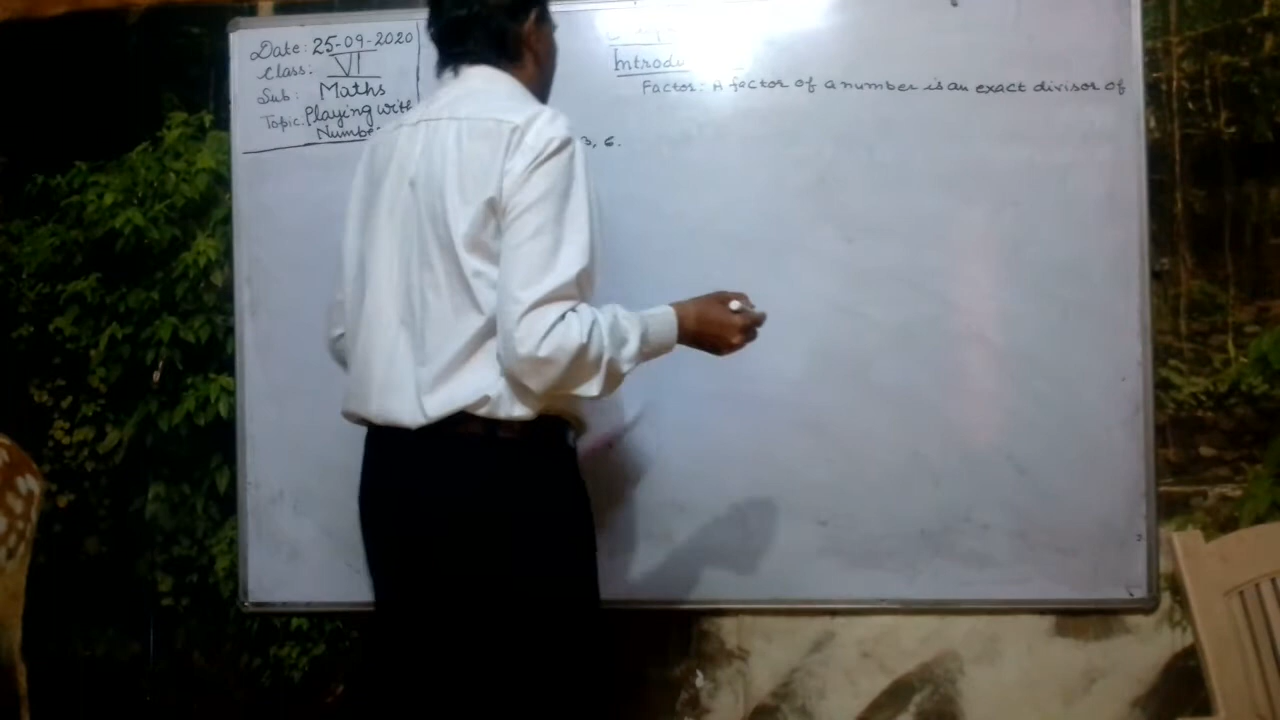 Date: 25-09-2020
Class: VI
Sub: Maths
Topic: Playing with
Numbe
Introdu
Factor: A factor of a number is an exact divisor of
3, 6.